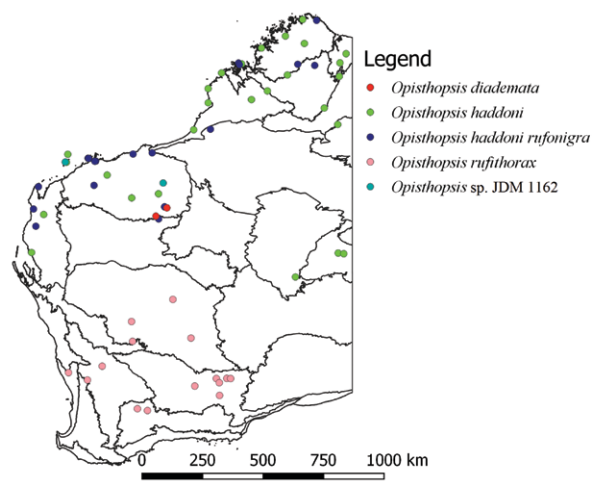 Legend
Opisthopsis diademata
Opisthopsis haddoni
Opisthopsis haddoni rufonigra
Opisthopsis rufithorax
Opisthopsis sp. JDM 1162
0 250 500 750 1000 km